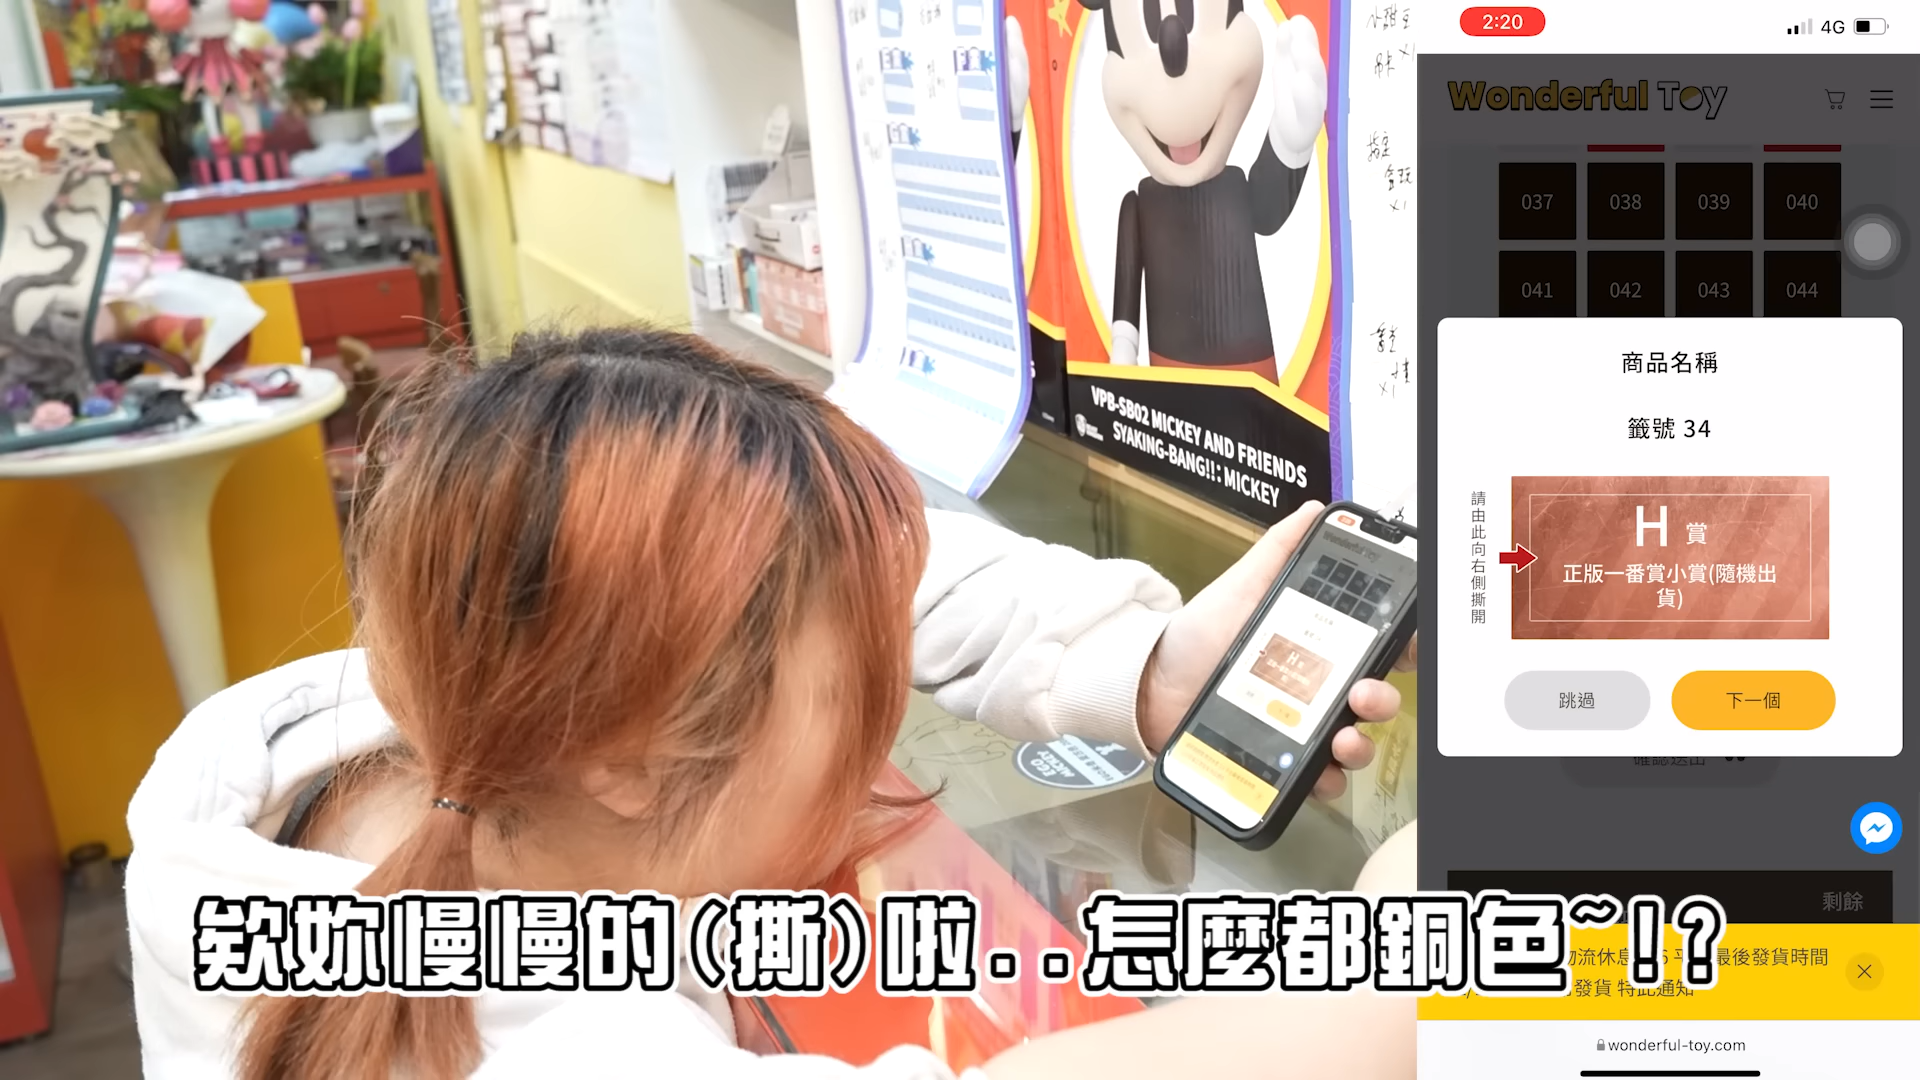 2:20
4G
Wonderful Toy
037
038
039
040
041
042
043
044
商品名稱
籤號 34
請由此向右側撕開
H 賞
正版一番賞小賞(隨機出
貨)
跳過
下一個
確認送出
剩餘
最後發貨時間
發貨 特此通知
wonderful-toy.com
VPB-SB02 MICKEY AND FRIENDS
SYAKING-BANG!!: MICKEY
欸妳慢慢的(撕)啦..怎麼都銅色~!?